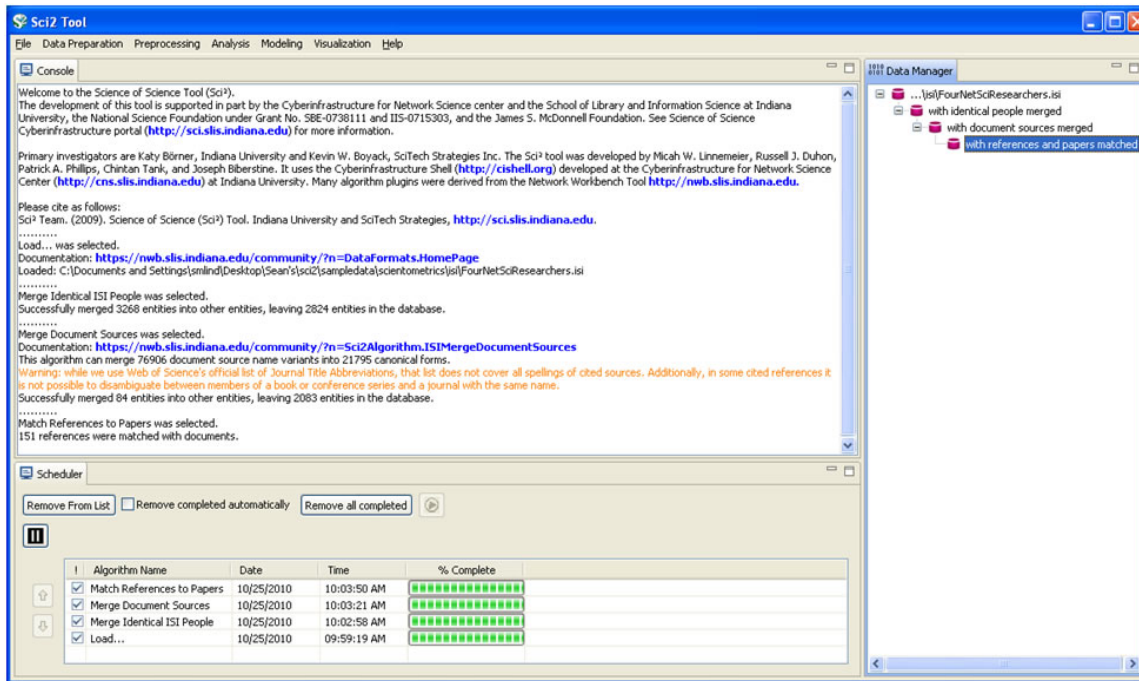 Sci2 Tool
File Data Preparation Preprocessing Analysis Modeling Visualization Help
Console
Welcome to the Science of Science Tool (Sci²).
The development of this tool is supported in part by the Cyberinfrastructure for Network Science center and the School of Library and Information Science at Indiana
University, the National Science Foundation under Grant No. SBE-0738111 and IIS-0715303, and the James S. McDonnell Foundation. See Science of Science
Cyberinfrastructure portal (http://sci.slis.indiana.edu) for more information.
Primary investigators are Katy Börner, Indiana University and Kevin W. Boyack, SciTech Strategies Inc. The Sci² tool was developed by Micah W. Linnemeier, Russell J. Duhon,
Patrick A. Phillips, Chintan Tank, and Joseph Biberstine. It uses the Cyberinfrastructure Shell (http://cishell.org) developed at the Cyberinfrastructure for Network Science
Center (http://cns.slis.indiana.edu) at Indiana University. Many algorithm plugins were derived from the Network Workbench Tool http://nwb.slis.indiana.edu.
Please cite as follows:
Sci² Team. (2009). Science of Science (Sci²) Tool. Indiana University and SciTech Strategies, http://sci.slis.indiana.edu.
..........
Load... was selected.
Documentation: https://nwb.slis.indiana.edu/community/?n=DataFormats.HomePage
Loaded: C:\Documents and Settings\smlind\Desktop\Sean's\sci2\sampledata\scientometrics\isi\FourNetSciResearchers.isi
..........
Merge Identical ISI People was selected.
Successfully merged 3268 entities into other entities, leaving 2824 entities in the database.
..........
Merge Document Sources was selected.
Documentation: https://nwb.slis.indiana.edu/community/?n=Sci2Algorithm.ISIMergeDocumentSources
This algorithm can merge 76906 document source name variants into 21795 canonical forms.
Warning: while we use Web of Science's official list of Journal Title Abbreviations, that list does not cover all spellings of cited sources. Additionally, in some cited references it
is not possible to disambiguate between members of a book or conference series and a journal with the same name.
Successfully merged 84 entities into other entities, leaving 2083 entities in the database.
..........
Match References to Papers was selected.
151 references were matched with documents.
Data Manager
...\isi\FourNetSciResearchers.isi
with identical people merged
with document sources merged
with references and papers matched
Scheduler
Remove From List Remove completed automatically Remove all completed
! Algorithm Name Date Time % Complete
Match References to Papers 10/25/2010 10:03:50 AM
Merge Document Sources 10/25/2010 10:03:21 AM
Merge Identical ISI People 10/25/2010 10:02:58 AM
Load... 10/25/2010 09:59:19 AM